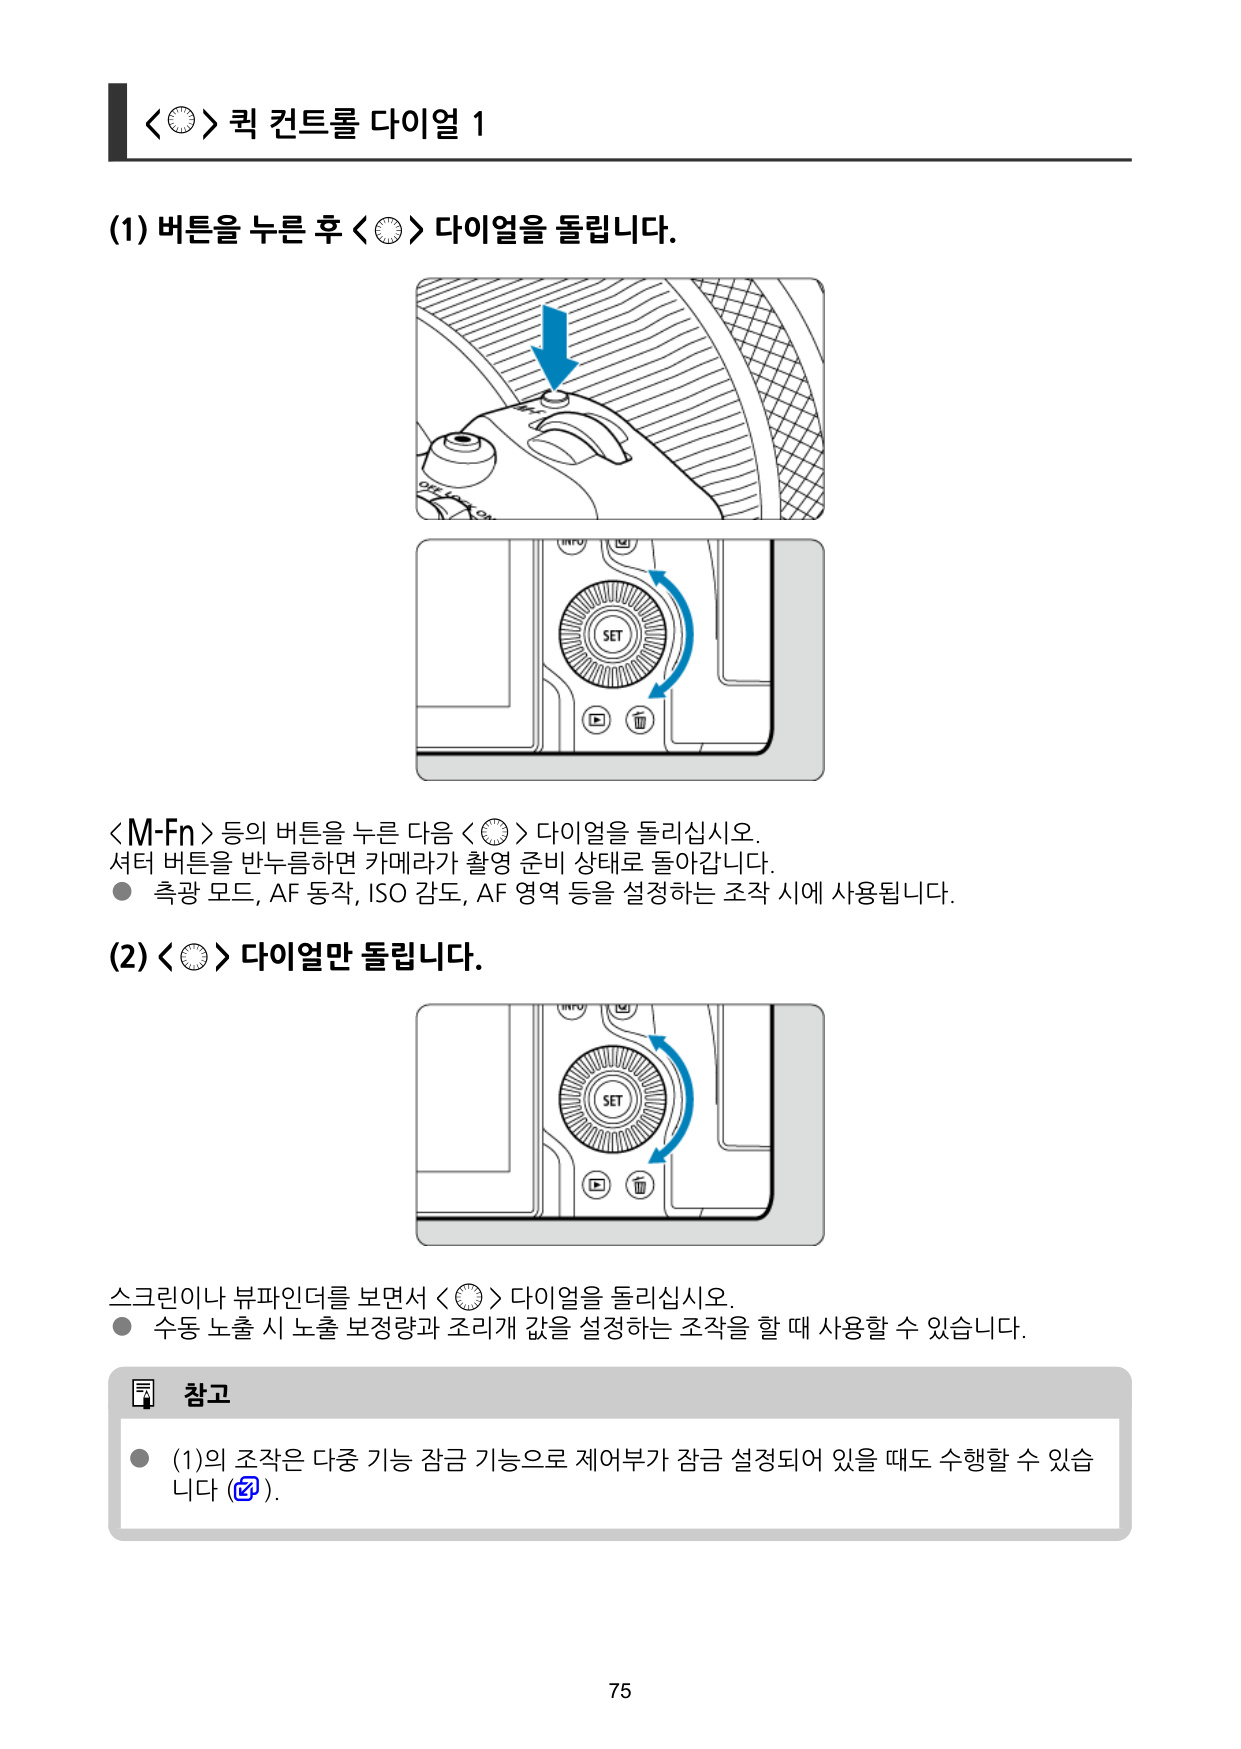 < > 퀵 컨트롤 다이얼 1
(1) 버튼을 누른 후 < > 다이얼을 돌립니다.
M-F
OFF LOCK ON
INFO Q
SET
<M-Fn> 등의 버튼을 누른 다음 < > 다이얼을 돌리십시오.
셔터 버튼을 반누름하면 카메라가 촬영 준비 상태로 돌아갑니다.
● 측광 모드, AF 동작, ISO 감도, AF 영역 등을 설정하는 조작 시에 사용됩니다.
(2) < > 다이얼만 돌립니다.
INFO Q
SET
스크린이나 뷰파인더를 보면서 < > 다이얼을 돌리십시오.
● 수동 노출 시 노출 보정량과 조리개 값을 설정하는 조작을 할 때 사용할 수 있습니다.
참고
● (1)의 조작은 다중 기능 잠금 기능으로 제어부가 잠금 설정되어 있을 때도 수행할 수 있습
니다 ( ).
75